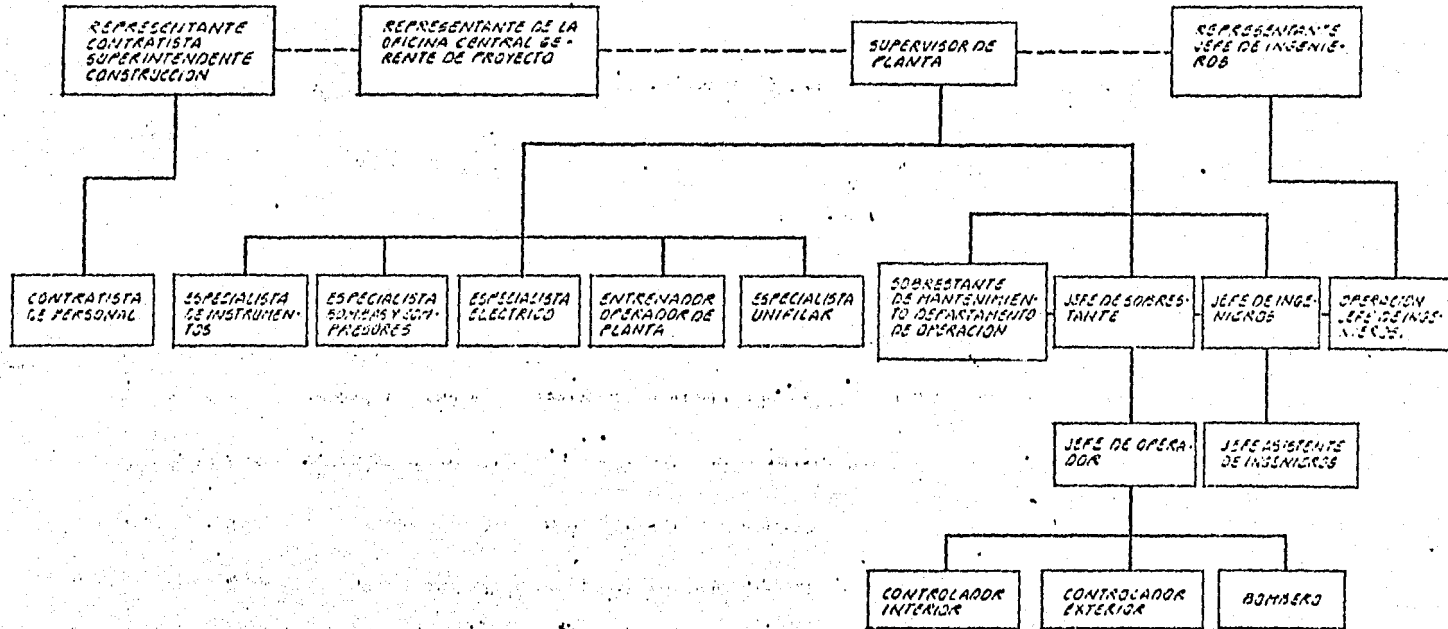 REPRESENTANTE
CONTRATISTA
SUPERINTENDENTE
CONSTRUCCION
REPRESENTANTE DE LA
OFICINA CENTRAL GE-
RENTE DE PROYECTO
SUPERVISOR DE
PLANTA
REPRESENTANTE
JEFE DE INGENIE-
ROS
CONTRATISTA
DE PERSONAL
ESPECIALISTA
DE INSTRUMEN-
TOS
ESPECIALISTA
BOMBAS Y COM-
PRESORES
ESPECIALISTA
ELECTRICO
ENTRENADOR
OPERADOR DE
PLANTA
ESPECIALISTA
UNIFILAR
SOBRESTANTE
DE MANTENIMIEN-
TO DEPARTAMENTO
DE OPERACION
JEFE DE SOBRES-
TANTE
JEFE DE INGE-
NIEROS
OPERACION
JEFE DE INGE-
NIEROS.
JEFE DE OPERA-
DOR
JEFE ASISTENTE
DE INGENIEROS
CONTROLADOR
INTERIOR
CONTROLADOR
EXTERIOR
BOMBERO